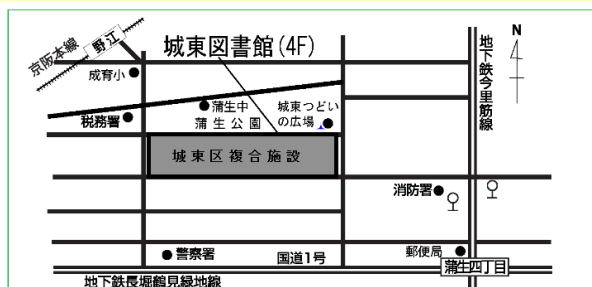 京阪本線
野江
城東図書館(4F)
N
地下鉄今里筋線
成育小
蒲生中
城東つどい
の広場
税務署
蒲生公園
城東区複合施設
消防署
警察署
国道1号
郵便局
蒲生四丁目
地下鉄長堀鶴見緑地線